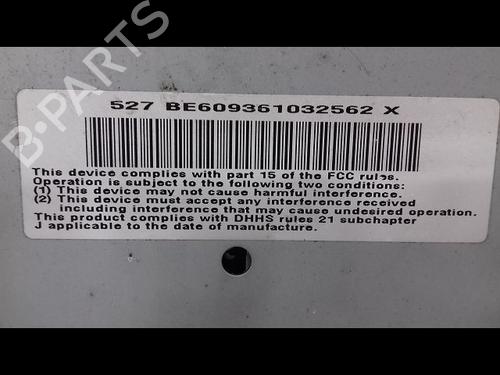 B-PARTS
527 BE609361032562 X
This device complies with part 15 of the FCC rules.
Operation is subject to the following two conditions:
(1) This device may not cause harmful interference.
(2) This device must accept any interference received
including interference that may cause undesired operation.
This product complies with DHHS rules 21 subchapter
J applicable to the date of manufacture.